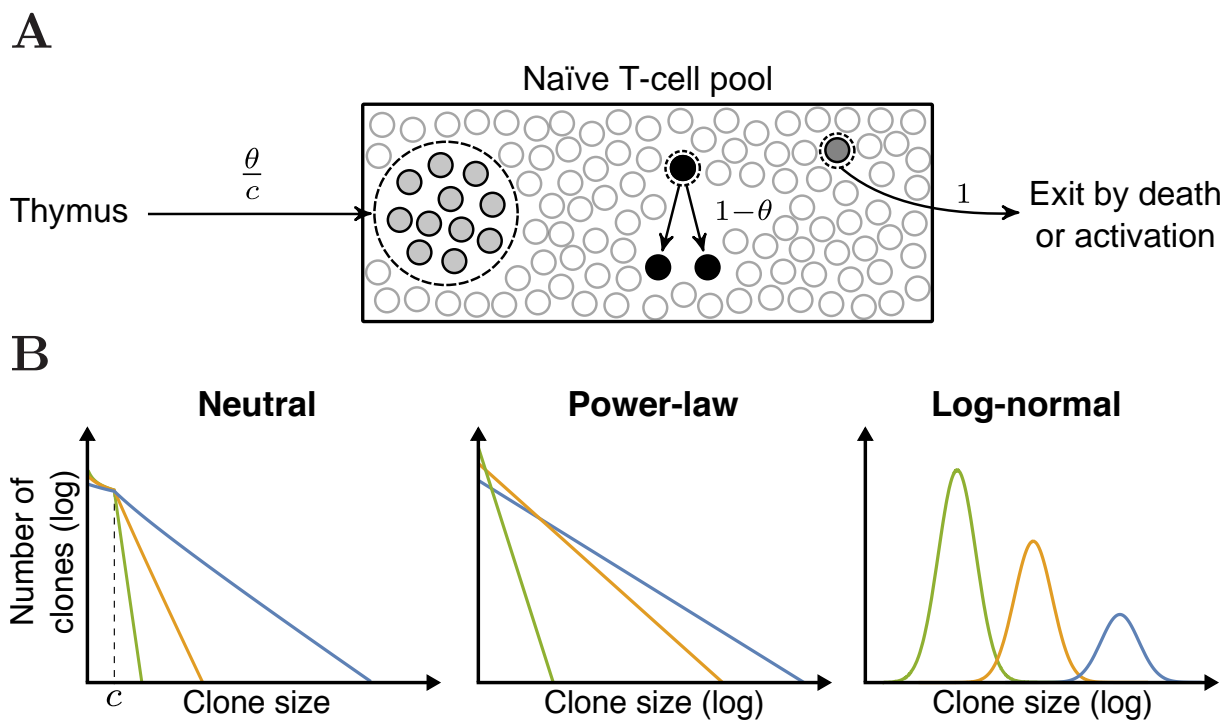 A
Naïve T-cell pool
θ/c
Thymus
1−θ
1
Exit by death
or activation
B
Neutral
Power-law
Log-normal
Number of
clones (log)
c
Clone size
Clone size (log)
Clone size (log)